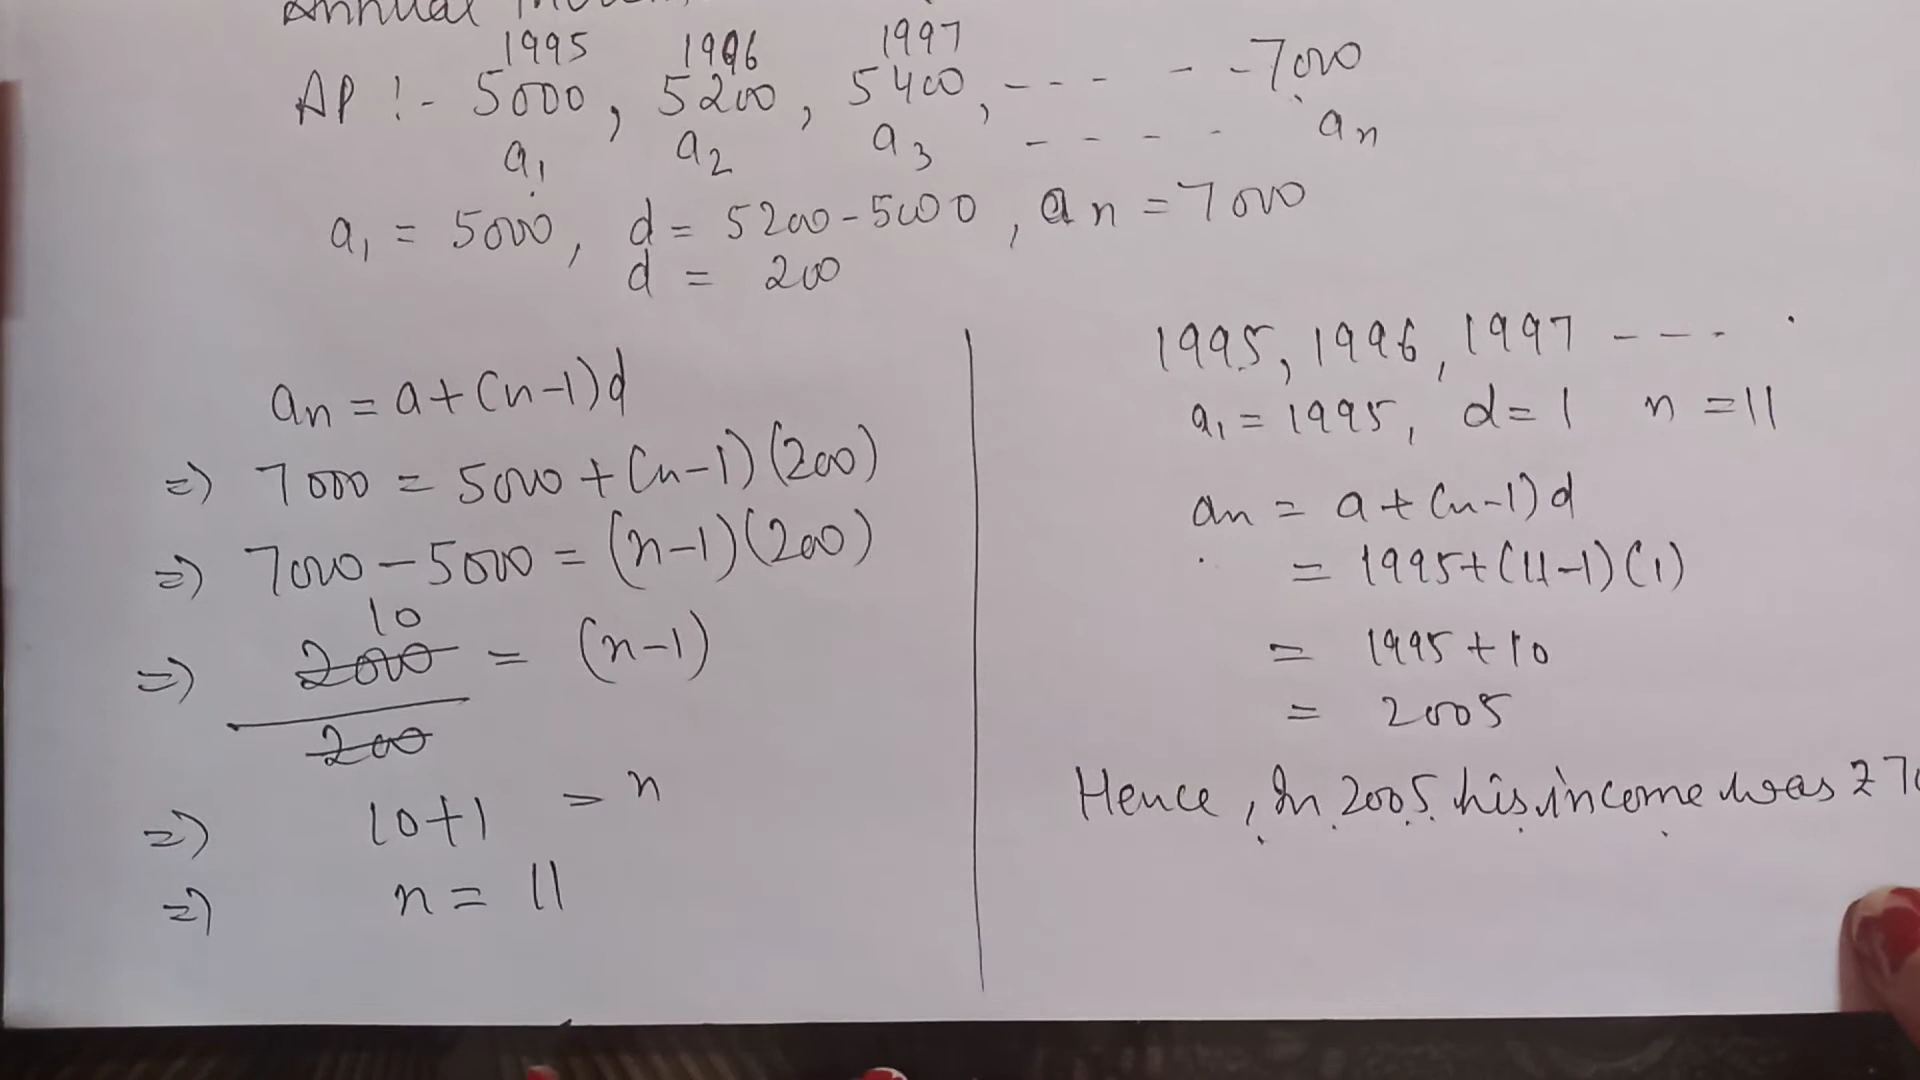 Annual
1995 1996 1997
AP :- 5000, 5200, 5400, ---- - -7000
a1 a2 a3 ---- an
a1 = 5000, d = 5200-5000, an = 7000
d = 200
an = a+(n-1)d
=> 7000 = 5000+(n-1)(200)
=> 7000-5000 = (n-1)(200)
10
=> 2000 = (n-1)
200
=> 10+1 = n
=> n = 11
1995, 1996, 1997 ---
a1 = 1995, d=1 n =11
an = a+(n-1)d
= 1995+(11-1)(1)
= 1995+10
= 2005
Hence, In 2005 his income was ₹70